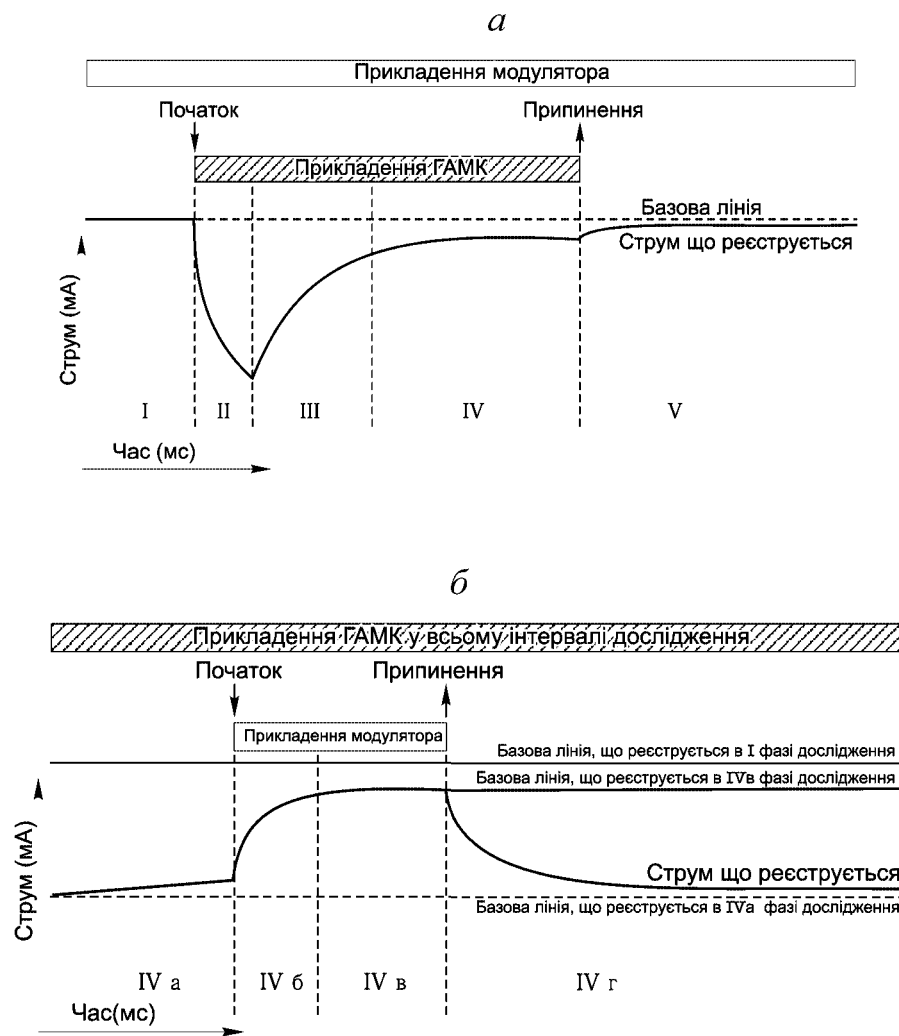 а
Прикладення модулятора
Початок
Припинення
Прикладення ГАМК
Базова лінія
Струм що реєструється
Струм (мА)
I
II
III
IV
V
Час (мс)
б
Прикладення ГАМК у всьому інтервалі дослідження
Початок
Припинення
Прикладення модулятора
Базова лінія, що реєструється в I фазі дослідження
Базова лінія, що реєструється в IVв фазі дослідження
Струм (мА)
Струм що реєструється
Базова лінія, що реєструється в IVа фазі дослідження
IV а
IV б
IV в
IV г
Час(мс)